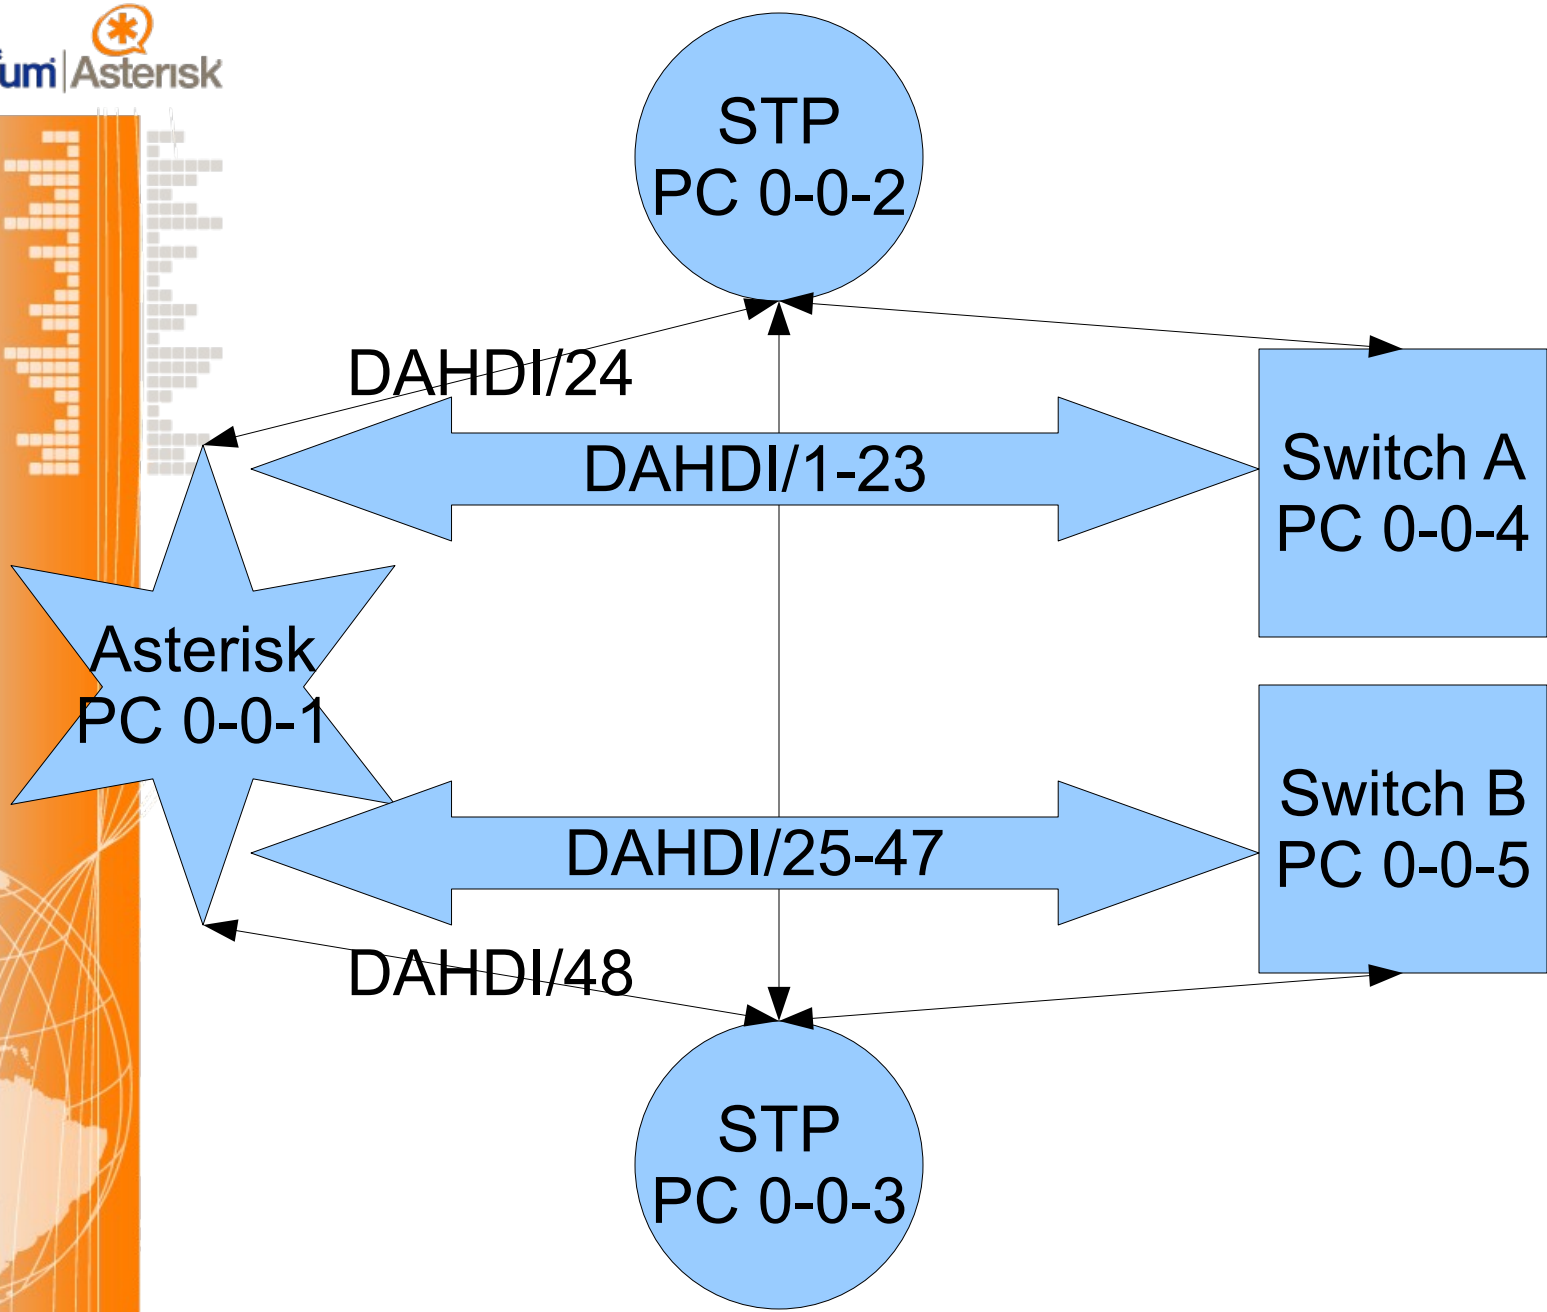 Asterisk
STP
PC 0-0-2
DAHDI/24
DAHDI/1-23
Switch A
PC 0-0-4
Asterisk
PC 0-0-1
Switch B
PC 0-0-5
DAHDI/25-47
DAHDI/48
STP
PC 0-0-3